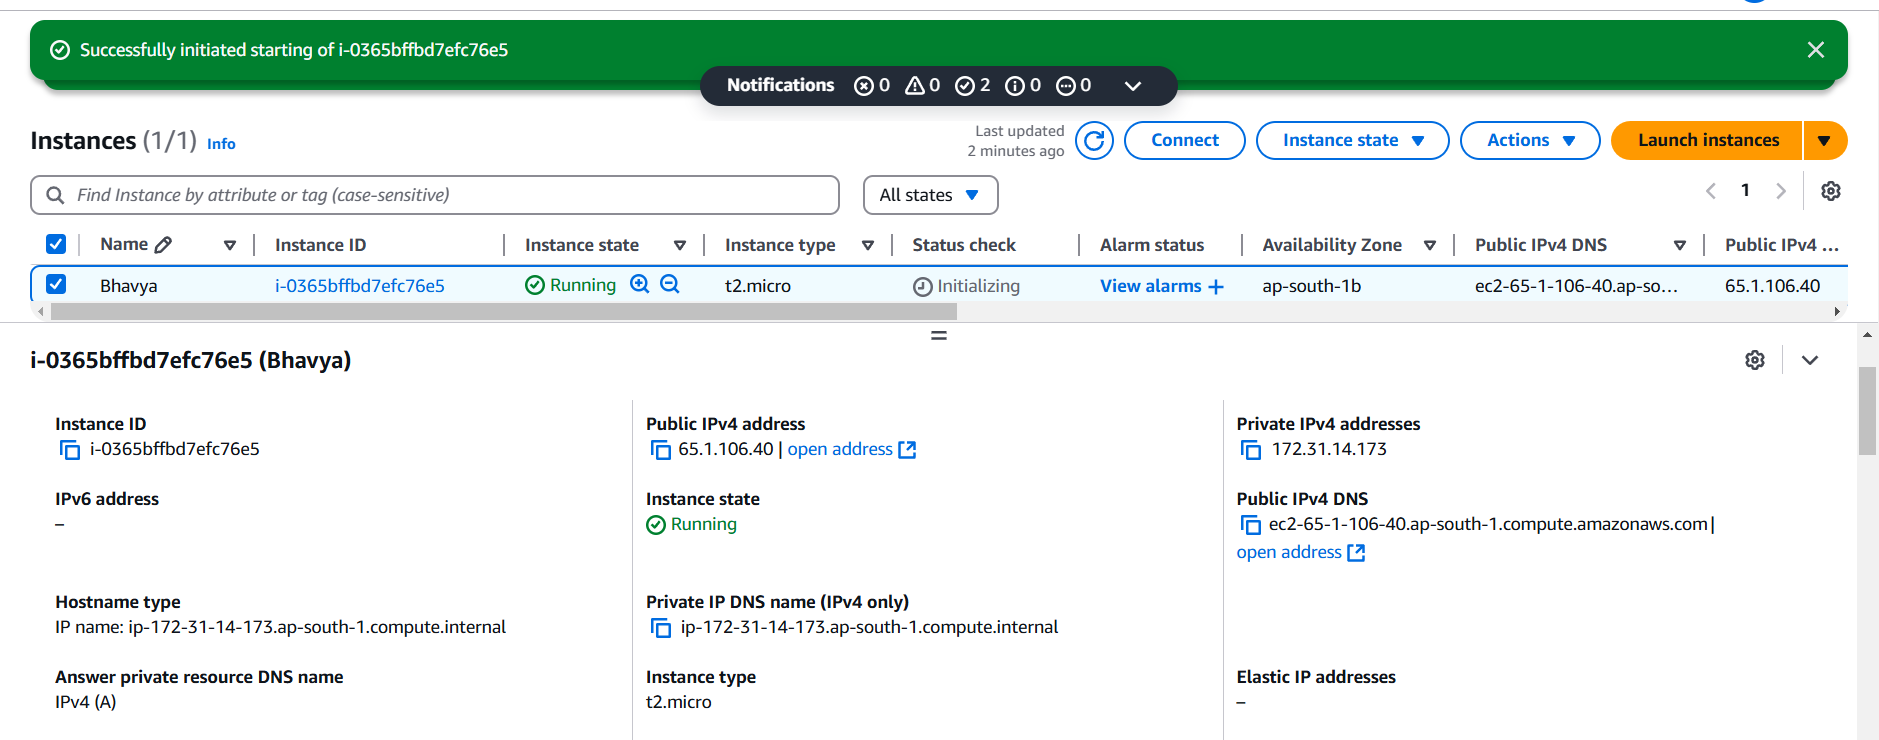 Successfully initiated starting of i-0365bffbd7efc76e5
Notifications 0 0 2 0 0
Instances (1/1) Info
Last updated
2 minutes ago
Connect
Instance state
Actions
Launch instances
Find Instance by attribute or tag (case-sensitive)
All states
1
Name Instance ID Instance state Instance type Status check Alarm status Availability Zone Public IPv4 DNS Public IPv4 ...
Bhavya i-0365bffbd7efc76e5 Running t2.micro Initializing View alarms + ap-south-1b ec2-65-1-106-40.ap-so... 65.1.106.40
i-0365bffbd7efc76e5 (Bhavya)
Instance ID
i-0365bffbd7efc76e5
Public IPv4 address
65.1.106.40 | open address
Private IPv4 addresses
172.31.14.173
IPv6 address
–
Instance state
Running
Public IPv4 DNS
ec2-65-1-106-40.ap-south-1.compute.amazonaws.com |
open address
Hostname type
IP name: ip-172-31-14-173.ap-south-1.compute.internal
Private IP DNS name (IPv4 only)
ip-172-31-14-173.ap-south-1.compute.internal
Answer private resource DNS name
IPv4 (A)
Instance type
t2.micro
Elastic IP addresses
–